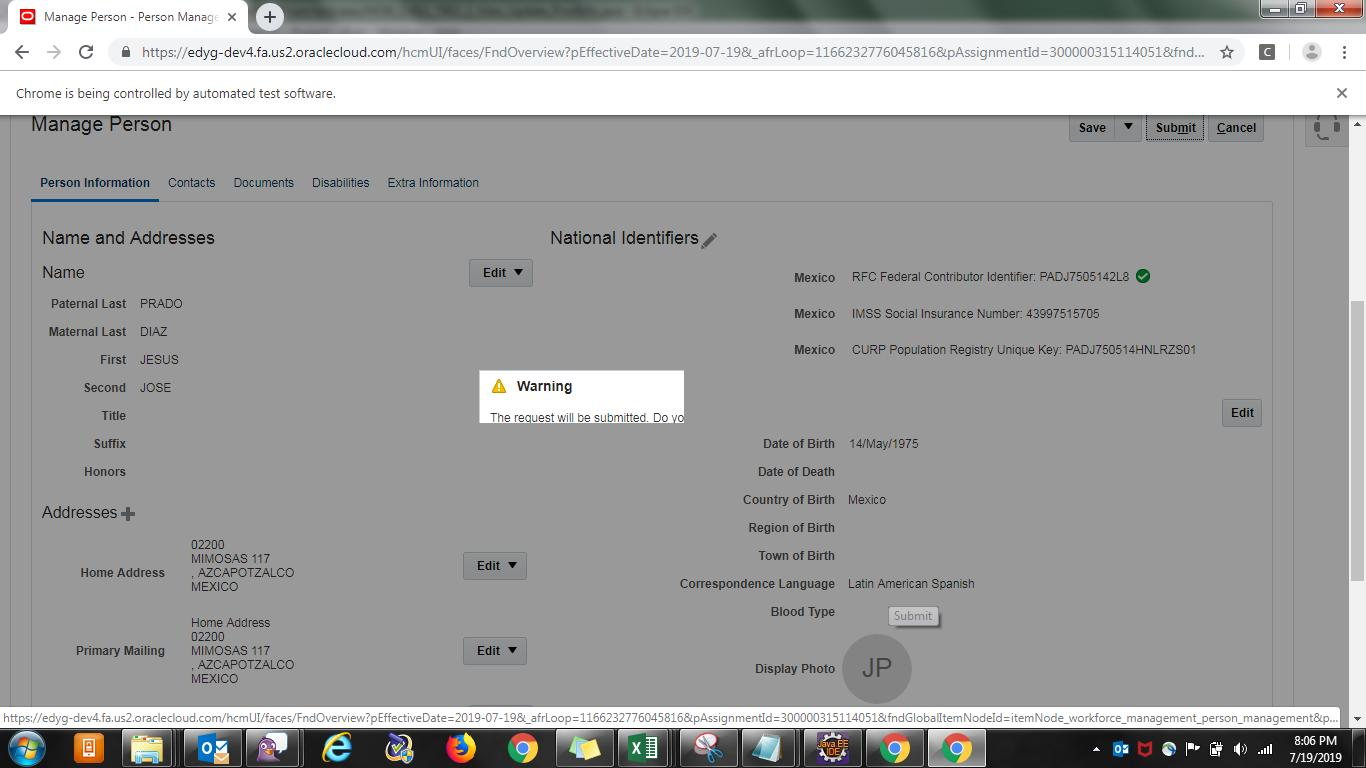 Manage Person - Person Manage
https://edyg-dev4.fa.us2.oraclecloud.com/hcmUI/faces/FndOverview?pEffectiveDate=2019-07-19&_afrLoop=1166232776045816&pAssignmentId=300000315114051&fnd...
C
Chrome is being controlled by automated test software.
Manage Person
Save
Submit
Cancel
Person Information
Contacts
Documents
Disabilities
Extra Information
Name and Addresses
Name
Edit
Paternal Last PRADO
Maternal Last DIAZ
First JESUS
Second JOSE
Title
Suffix
Honors
Addresses
Home Address
02200
MIMOSAS 117
, AZCAPOTZALCO
MEXICO
Edit
Primary Mailing
Home Address
02200
MIMOSAS 117
, AZCAPOTZALCO
MEXICO
Edit
National Identifiers
Mexico RFC Federal Contributor Identifier: PADJ7505142L8
Mexico IMSS Social Insurance Number: 43997515705
Mexico CURP Population Registry Unique Key: PADJ750514HNLRZS01
Warning
The request will be submitted. Do yo
Edit
Date of Birth 14/May/1975
Date of Death
Country of Birth Mexico
Region of Birth
Town of Birth
Correspondence Language Latin American Spanish
Blood Type
Submit
Display Photo JP
https://edyg-dev4.fa.us2.oraclecloud.com/hcmUI/faces/FndOverview?pEffectiveDate=2019-07-19&_afrLoop=1166232776045816&pAssignmentId=300000315114051&fndGlobalItemNodeId=itemNode_workforce_management_person_management&p...
Java EE
IDE
8:06 PM
7/19/2019